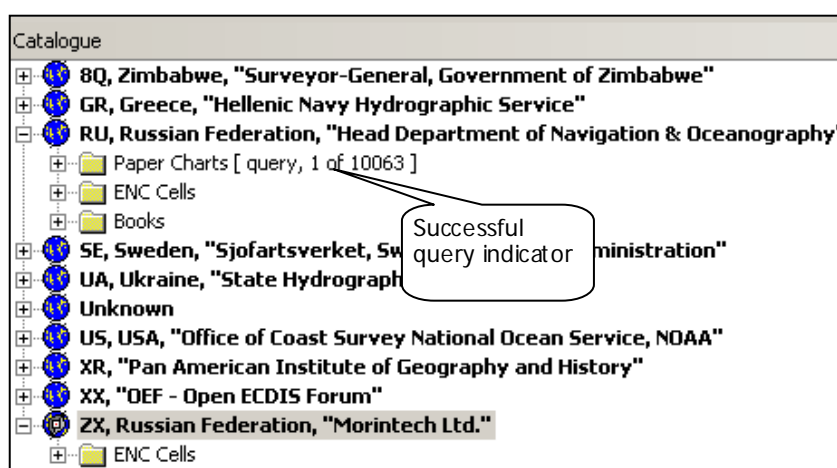 Catalogue
8Q, Zimbabwe, "Surveyor-General, Government of Zimbabwe"
GR, Greece, "Hellenic Navy Hydrographic Service"
RU, Russian Federation, "Head Department of Navigation & Oceanography"
Paper Charts [ query, 1 of 10063 ]
ENC Cells
Books
Successful
query indicator
SE, Sweden, "Sjofartsverket, Sw ministration"
UA, Ukraine, "State Hydrograph
Unknown
US, USA, "Office of Coast Survey National Ocean Service, NOAA"
XR, "Pan American Institute of Geography and History"
XX, "OEF - Open ECDIS Forum"
ZX, Russian Federation, "Morintech Ltd."
ENC Cells